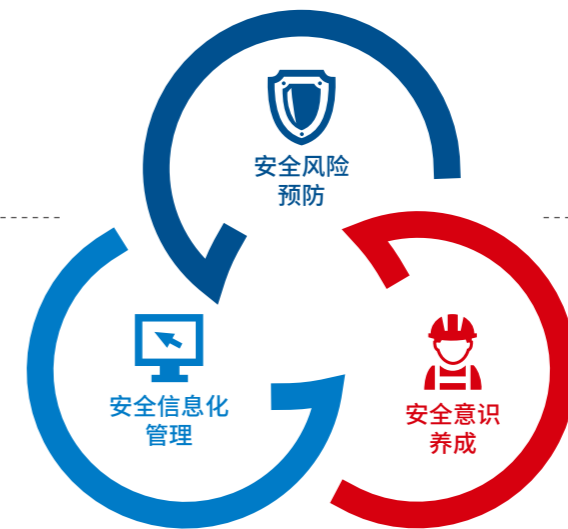 安全风险
预防
安全信息化
管理
安全意识
养成